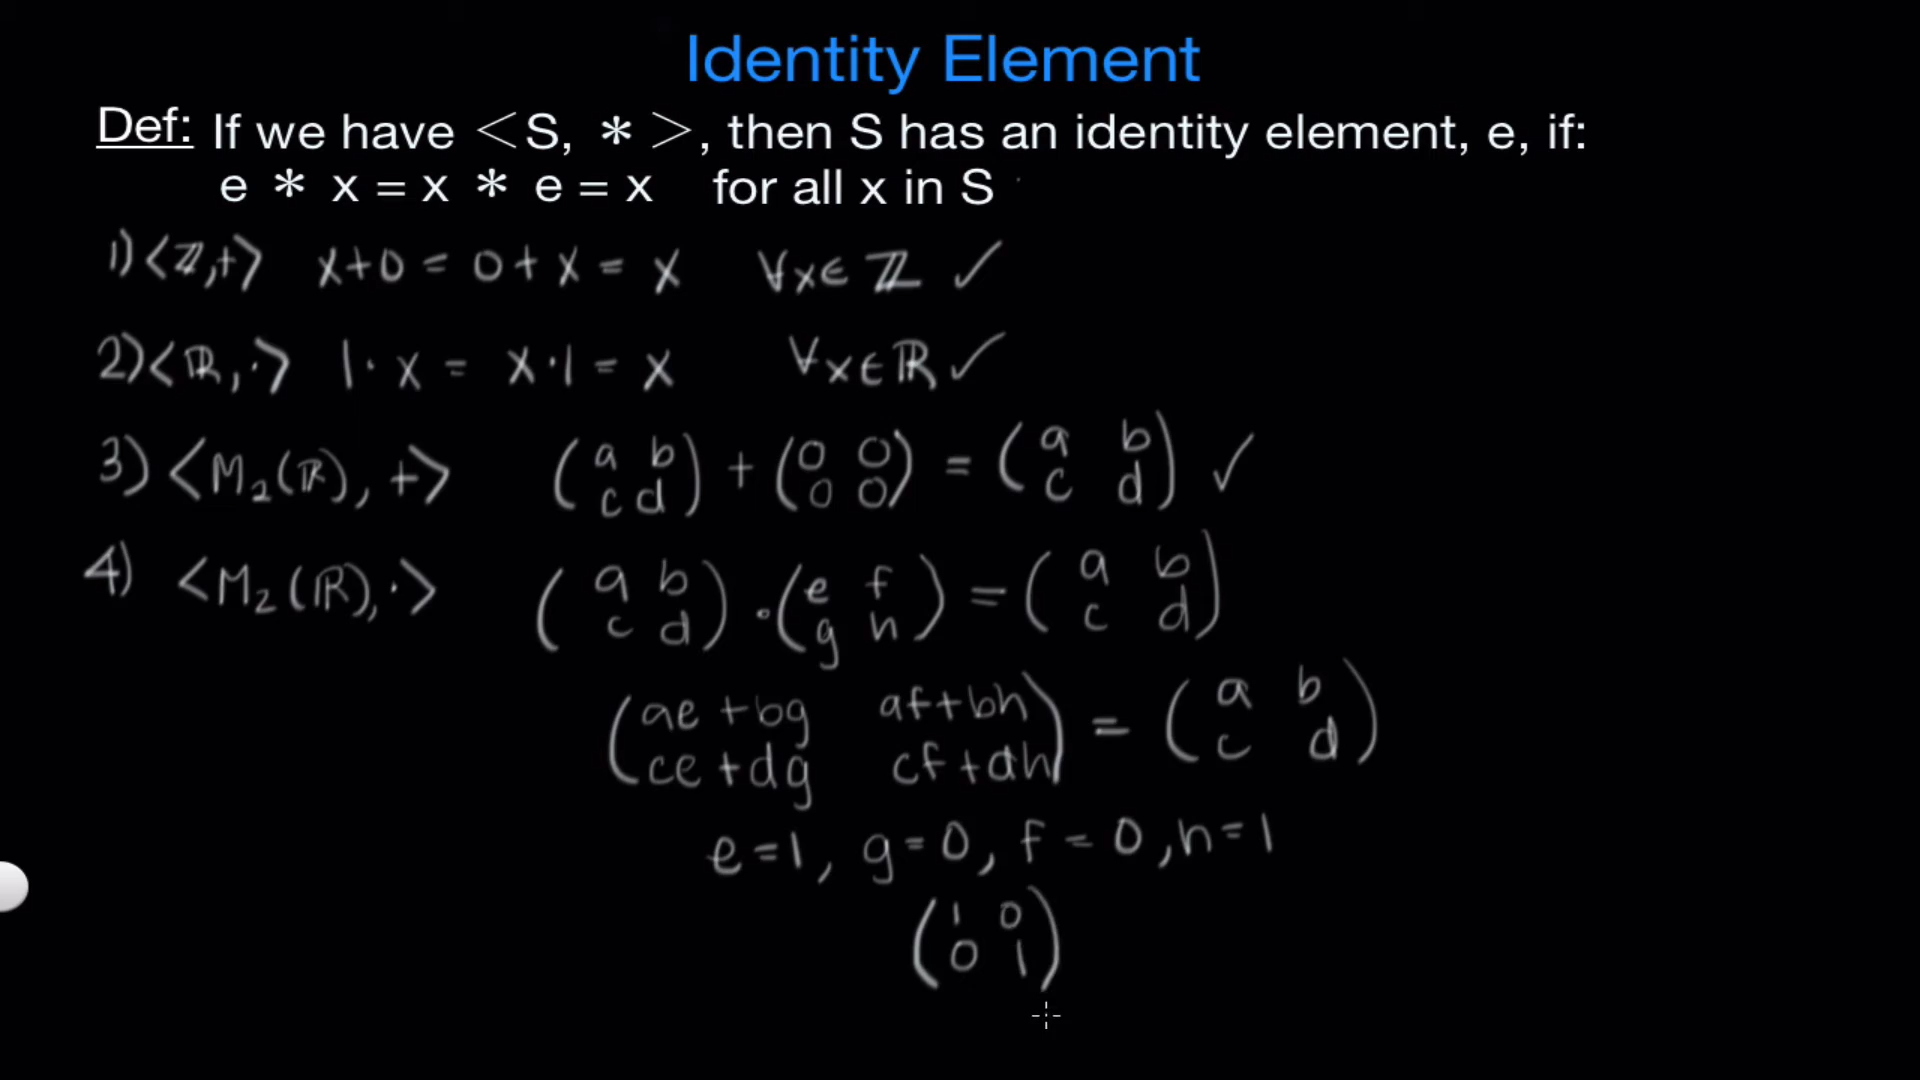 Identity Element
Def: If we have <S, *>, then S has an identity element, e, if:
e * x = x * e = x for all x in S
1) <ℤ,+> x+0 = 0+x = x ∀x∈ℤ ✓
2) <ℝ,·> 1·x = x·1 = x ∀x∈ℝ ✓
3) <M₂(ℝ), +> (a b
c d) + (0 0
0 0) = (a b
c d) ✓
4) <M₂(ℝ),·> (a b
c d) · (e f
g h) = (a b
c d)
(ae+bg af+bh
ce+dg cf+dh) = (a b
c d)
e=1, g=0, f=0, h=1
(1 0
0 1)